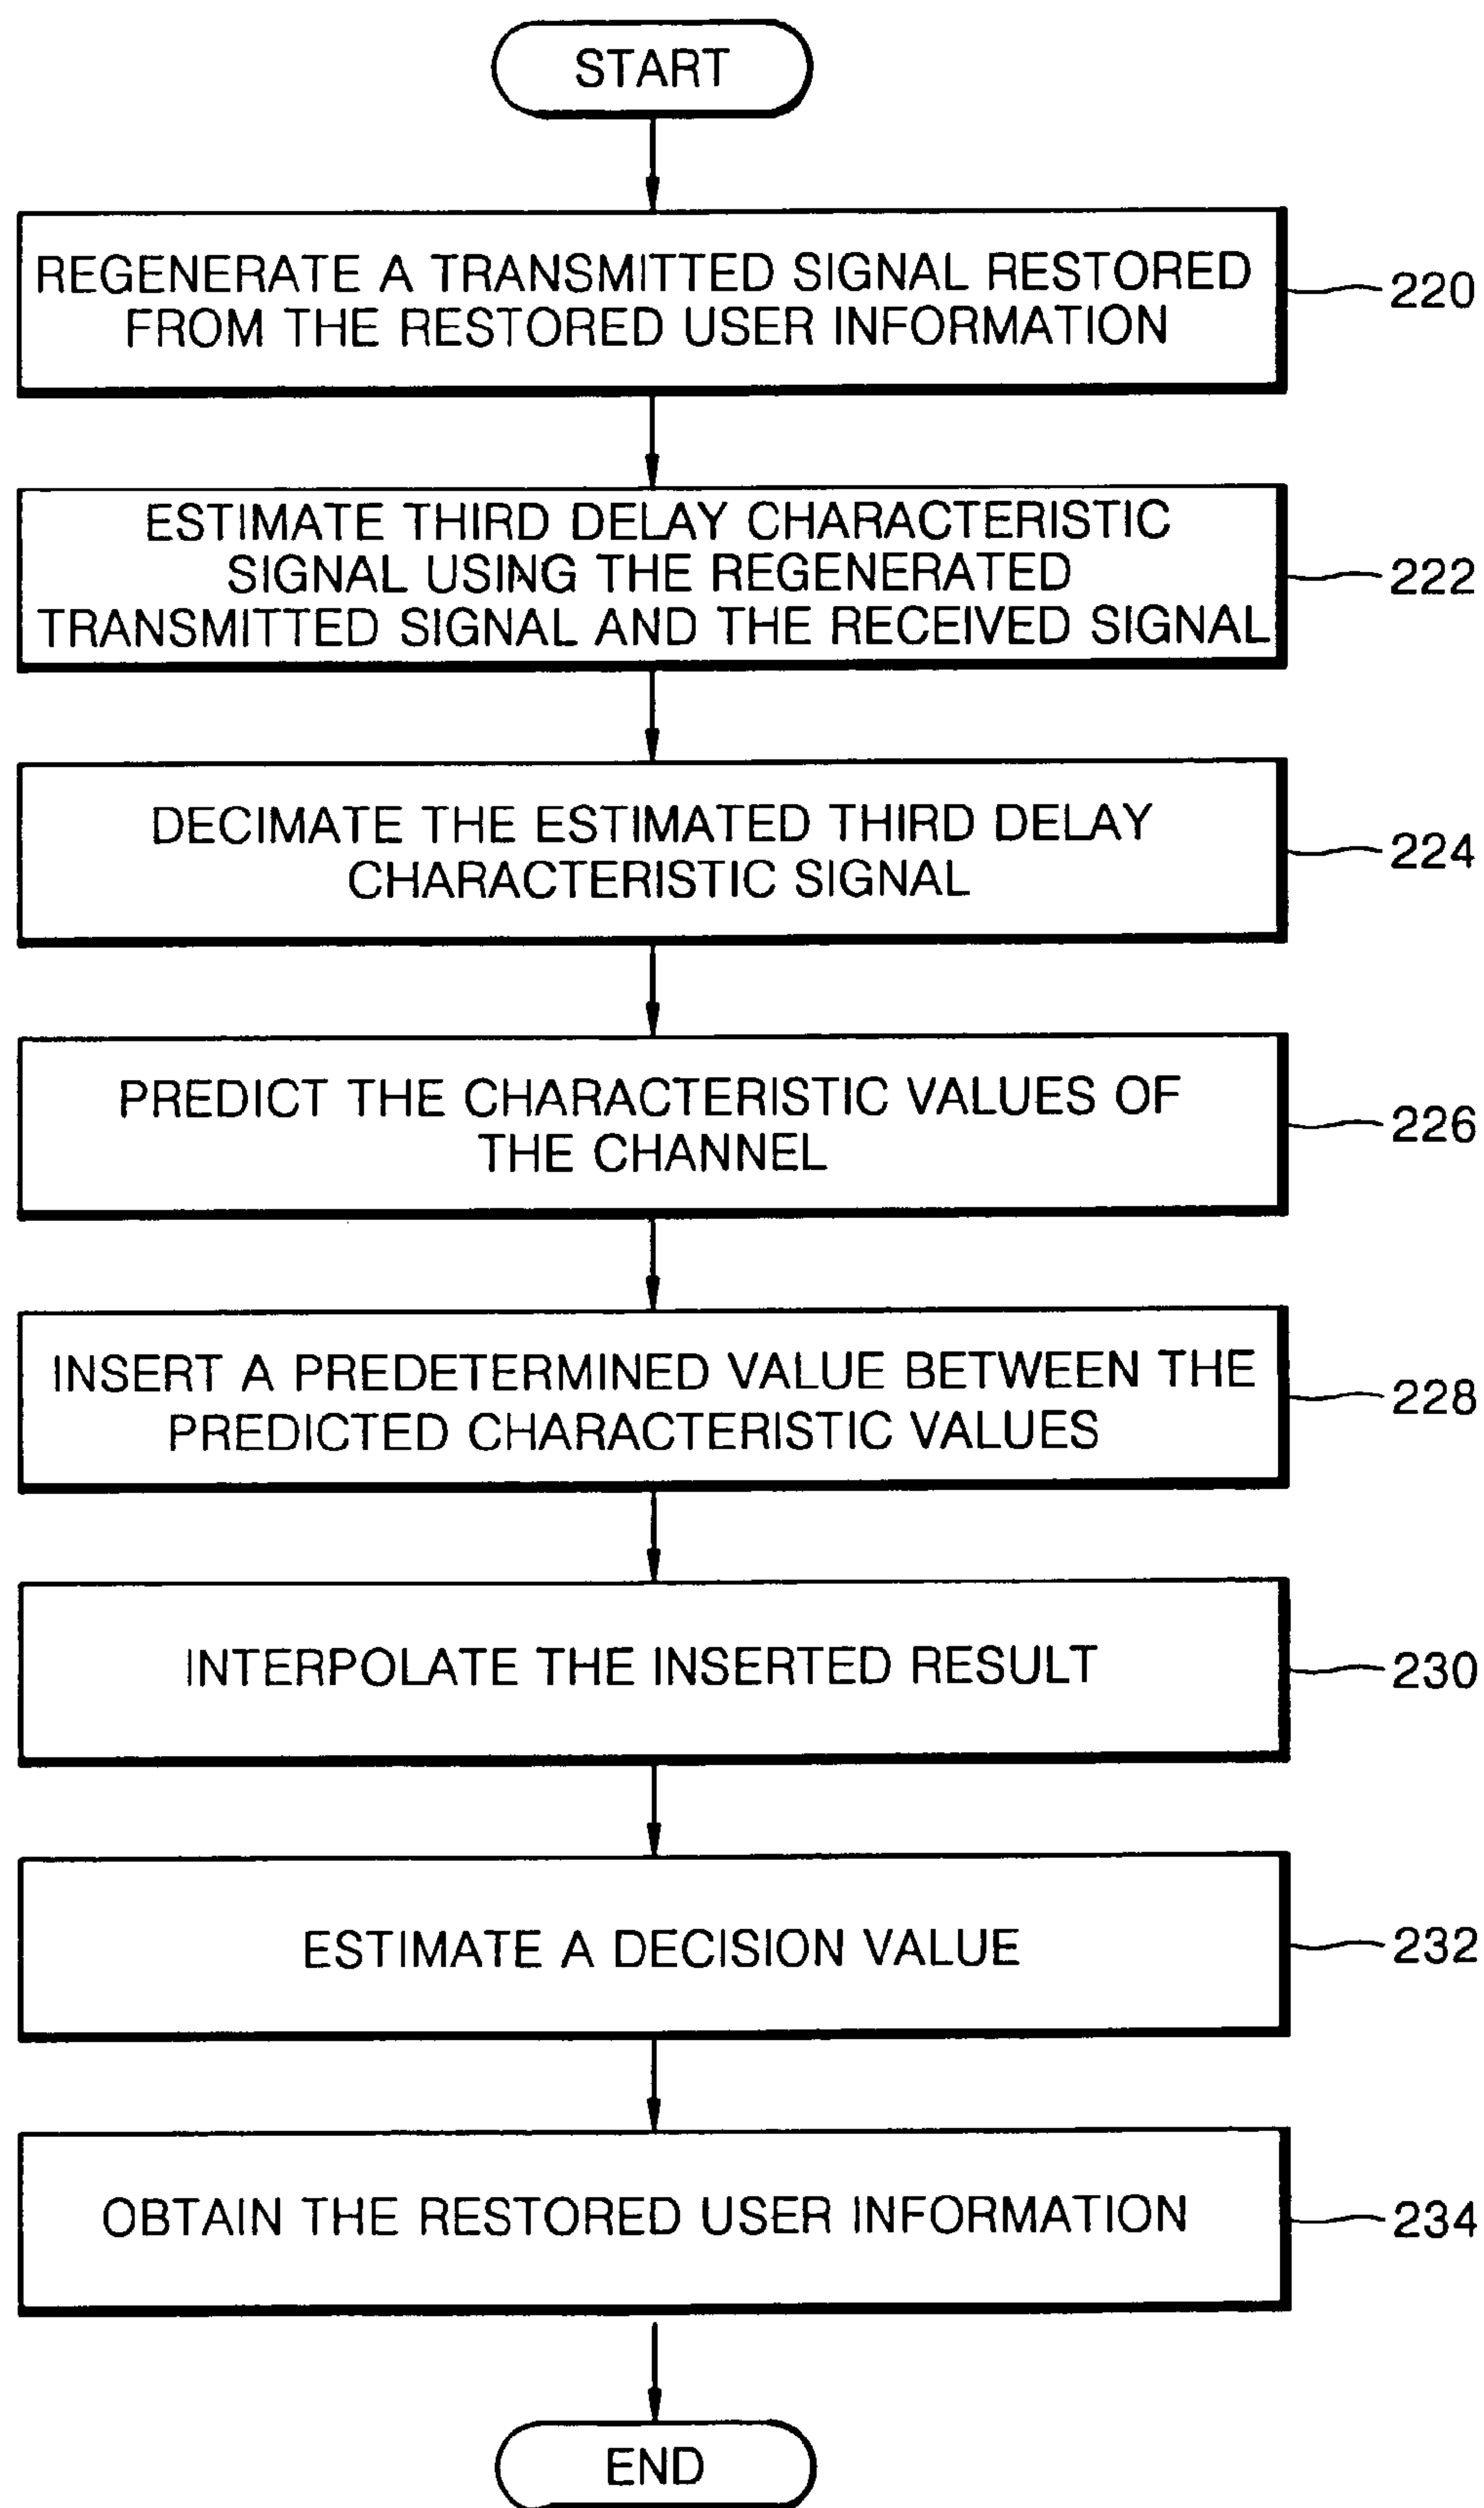 START
REGENERATE A TRANSMITTED SIGNAL RESTORED
FROM THE RESTORED USER INFORMATION
220
ESTIMATE THIRD DELAY CHARACTERISTIC
SIGNAL USING THE REGENERATED
TRANSMITTED SIGNAL AND THE RECEIVED SIGNAL
222
DECIMATE THE ESTIMATED THIRD DELAY
CHARACTERISTIC SIGNAL
224
PREDICT THE CHARACTERISTIC VALUES OF
THE CHANNEL
226
INSERT A PREDETERMINED VALUE BETWEEN THE
PREDICTED CHARACTERISTIC VALUES
228
INTERPOLATE THE INSERTED RESULT
230
ESTIMATE A DECISION VALUE
232
OBTAIN THE RESTORED USER INFORMATION
234
END